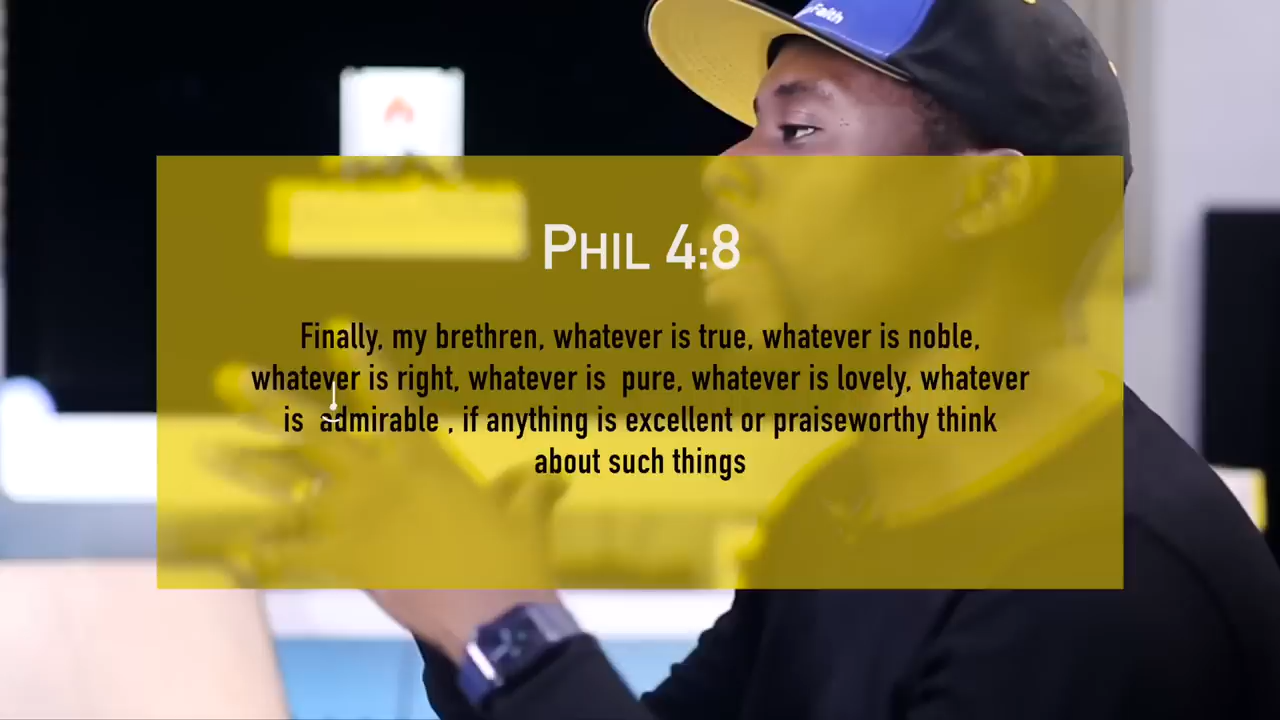 Faith
PHIL 4:8
Finally, my brethren, whatever is true, whatever is noble,
whatever is right, whatever is  pure, whatever is lovely, whatever
is  admirable , if anything is excellent or praiseworthy think
about such things